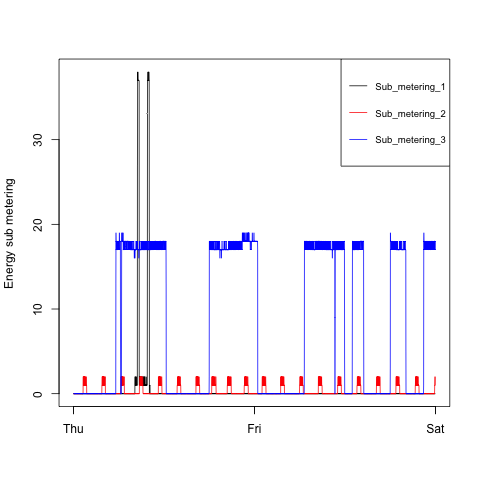 Sub_metering_1
Sub_metering_2
Sub_metering_3
Energy sub metering
30
20
10
0
Thu
Fri
Sat